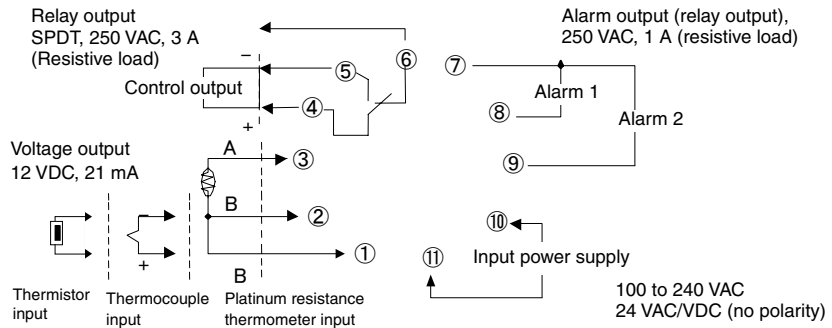 Relay output
SPDT, 250 VAC, 3 A
(Resistive load)
Alarm output (relay output),
250 VAC, 1 A (resistive load)
−
⑤
⑥
⑦
Control output
④
Alarm 1
⑧
Alarm 2
+
Voltage output
12 VDC, 21 mA
A
③
⑨
B
②
⑩
−
①
⑪
Input power supply
+
B
Thermistor
input
Thermocouple
input
Platinum resistance
thermometer input
100 to 240 VAC
24 VAC/VDC (no polarity)